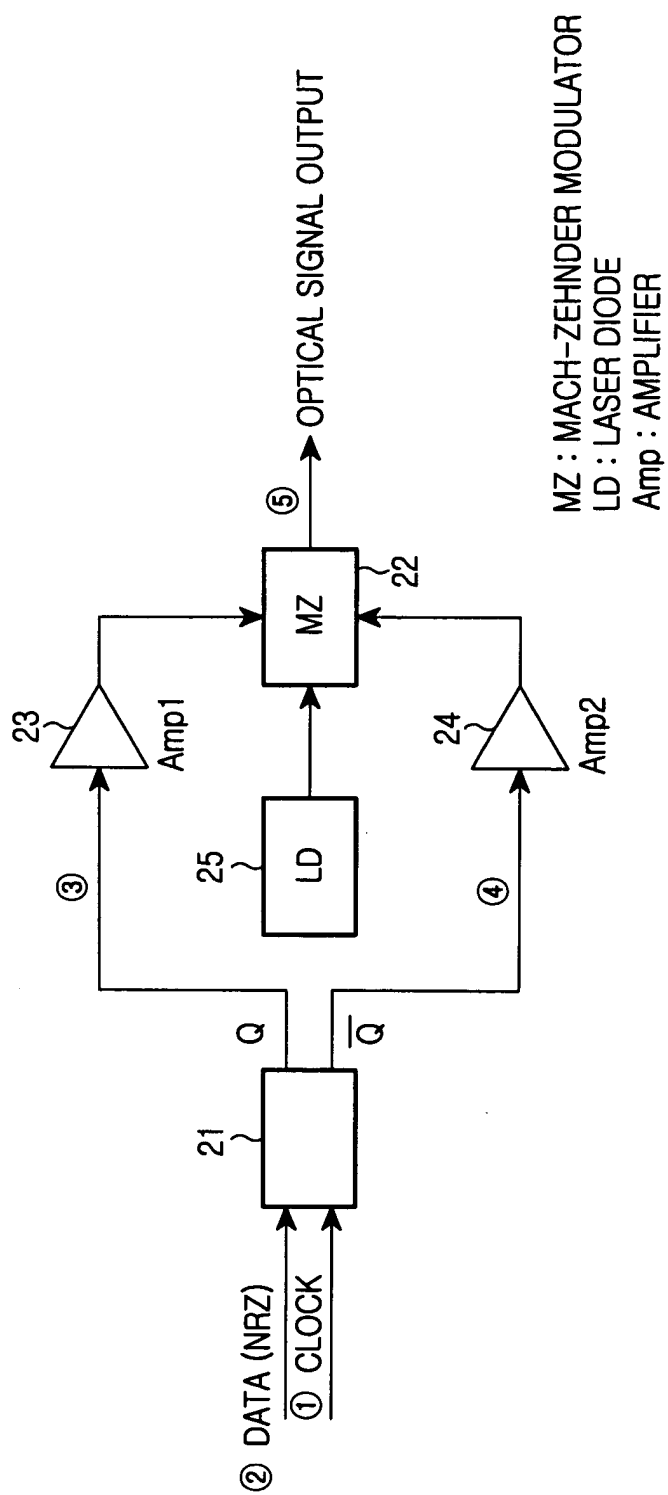 ② DATA (NRZ)
① CLOCK
21
Q
Q̅
③
④
23
Amp1
25
LD
24
Amp2
MZ
22
⑤
OPTICAL SIGNAL OUTPUT
MZ : MACH-ZEHNDER MODULATOR
LD : LASER DIODE
Amp : AMPLIFIER